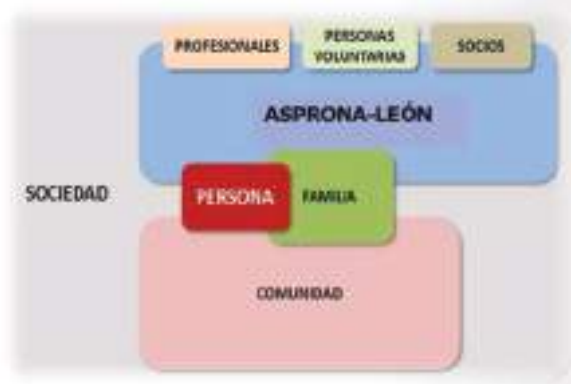 PROFESIONALES
PERSONAS
VOLUNTARIAS
SOCIOS
ASPRONA-LEÓN
SOCIEDAD
PERSONA
FAMILIA
COMUNIDAD